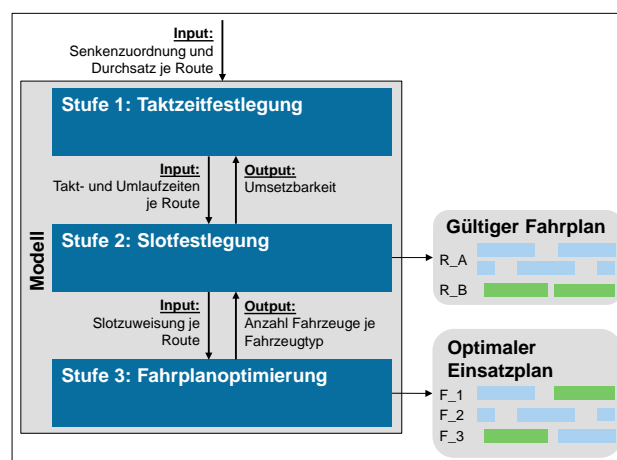 Input:
Senkenzuordnung und
Durchsatz je Route
Modell
Stufe 1: Taktzeitfestlegung
Input:
Takt- und Umlaufzeiten
je Route
Output:
Umsetzbarkeit
Stufe 2: Slotfestlegung
Input:
Slotzuweisung je
Route
Output:
Anzahl Fahrzeuge je
Fahrzeugtyp
Stufe 3: Fahrplanoptimierung
Gültiger Fahrplan
R_A
R_B
Optimaler
Einsatzplan
F_1
F_2
F_3